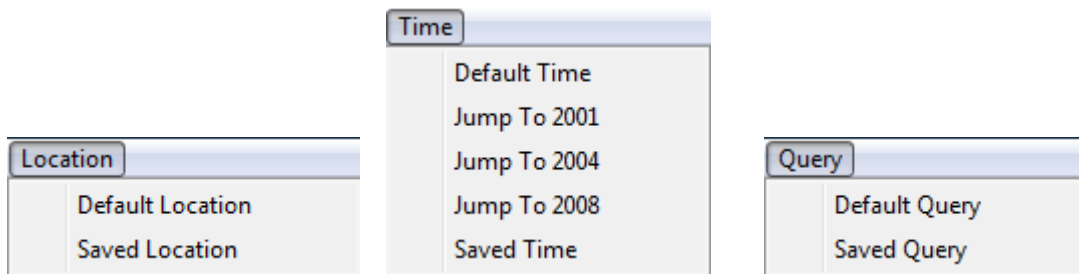 Location
Default Location
Saved Location
Time
Default Time
Jump To 2001
Jump To 2004
Jump To 2008
Saved Time
Query
Default Query
Saved Query